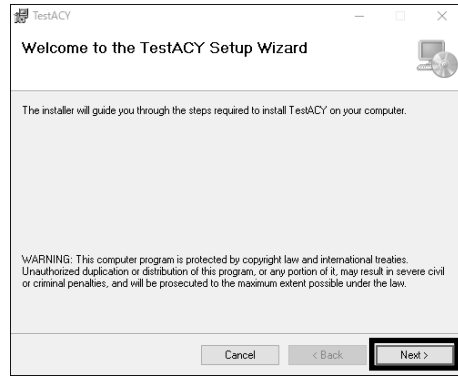 TestACY
Welcome to the TestACY Setup Wizard
The installer will guide you through the steps required to install TestACY on your computer.
WARNING: This computer program is protected by copyright law and international treaties.
Unauthorized duplication or distribution of this program, or any portion of it, may result in severe civil
or criminal penalties, and will be prosecuted to the maximum extent possible under the law.
Cancel
< Back
Next >